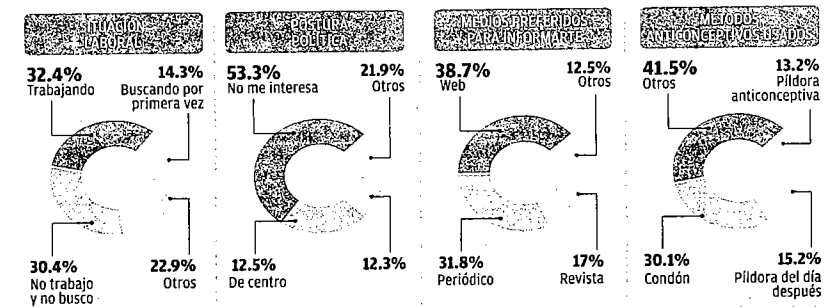 SITUACIÓN
LABORAL
32.4%
Trabajando
14.3%
Buscando por
primera vez
30.4%
No trabajo
y no busco
22.9%
Otros
POSTURA
POLÍTICA
53.3%
No me interesa
21.9%
Otros
12.5%
De centro
12.3%
MEDIOS PREFERIDOS
PARA INFORMARTE
38.7%
Web
12.5%
Otros
31.8%
Periódico
17%
Revista
MÉTODOS
ANTICONCEPTIVOS USADOS
41.5%
Otros
13.2%
Píldora
anticonceptiva
30.1%
Condón
15.2%
Píldora del día
después